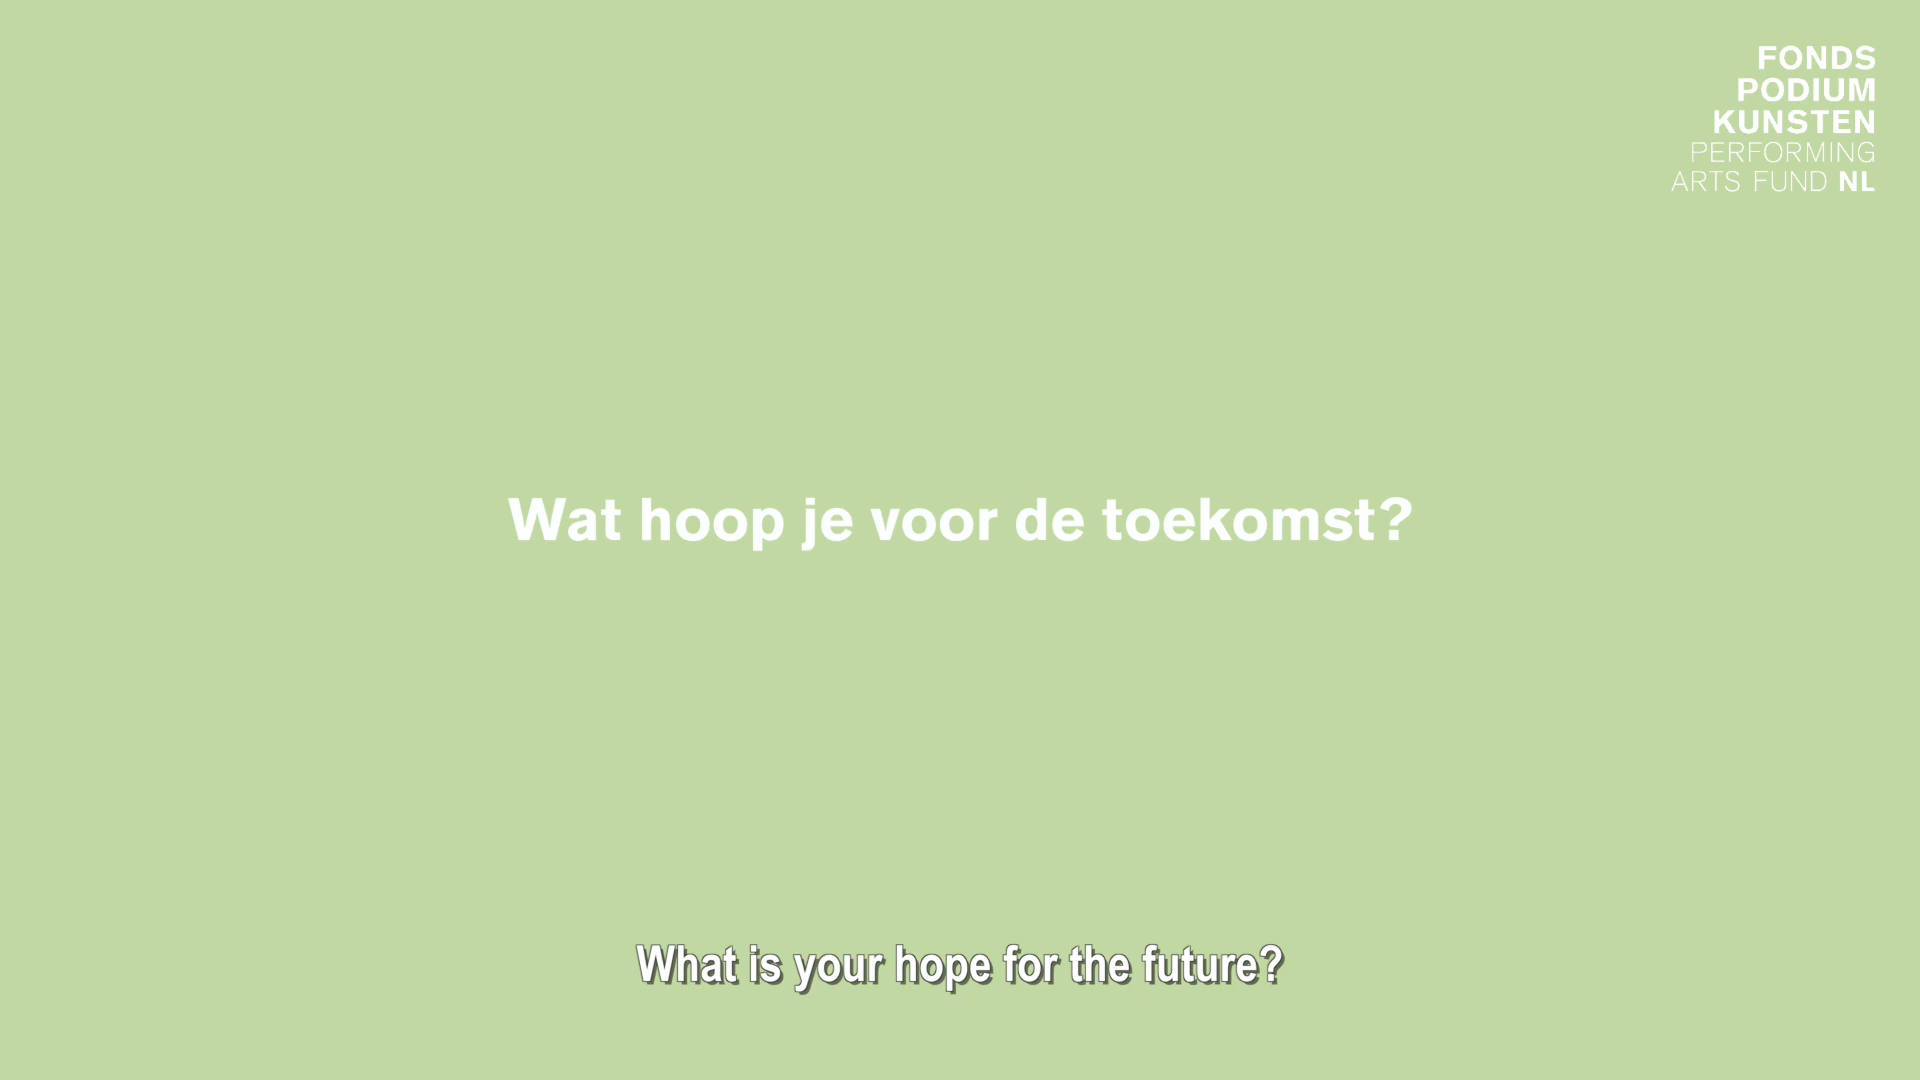 FONDS
PODIUM
KUNSTEN
PERFORMING
ARTS FUND NL
Wat hoop je voor de toekomst?
What is your hope for the future?